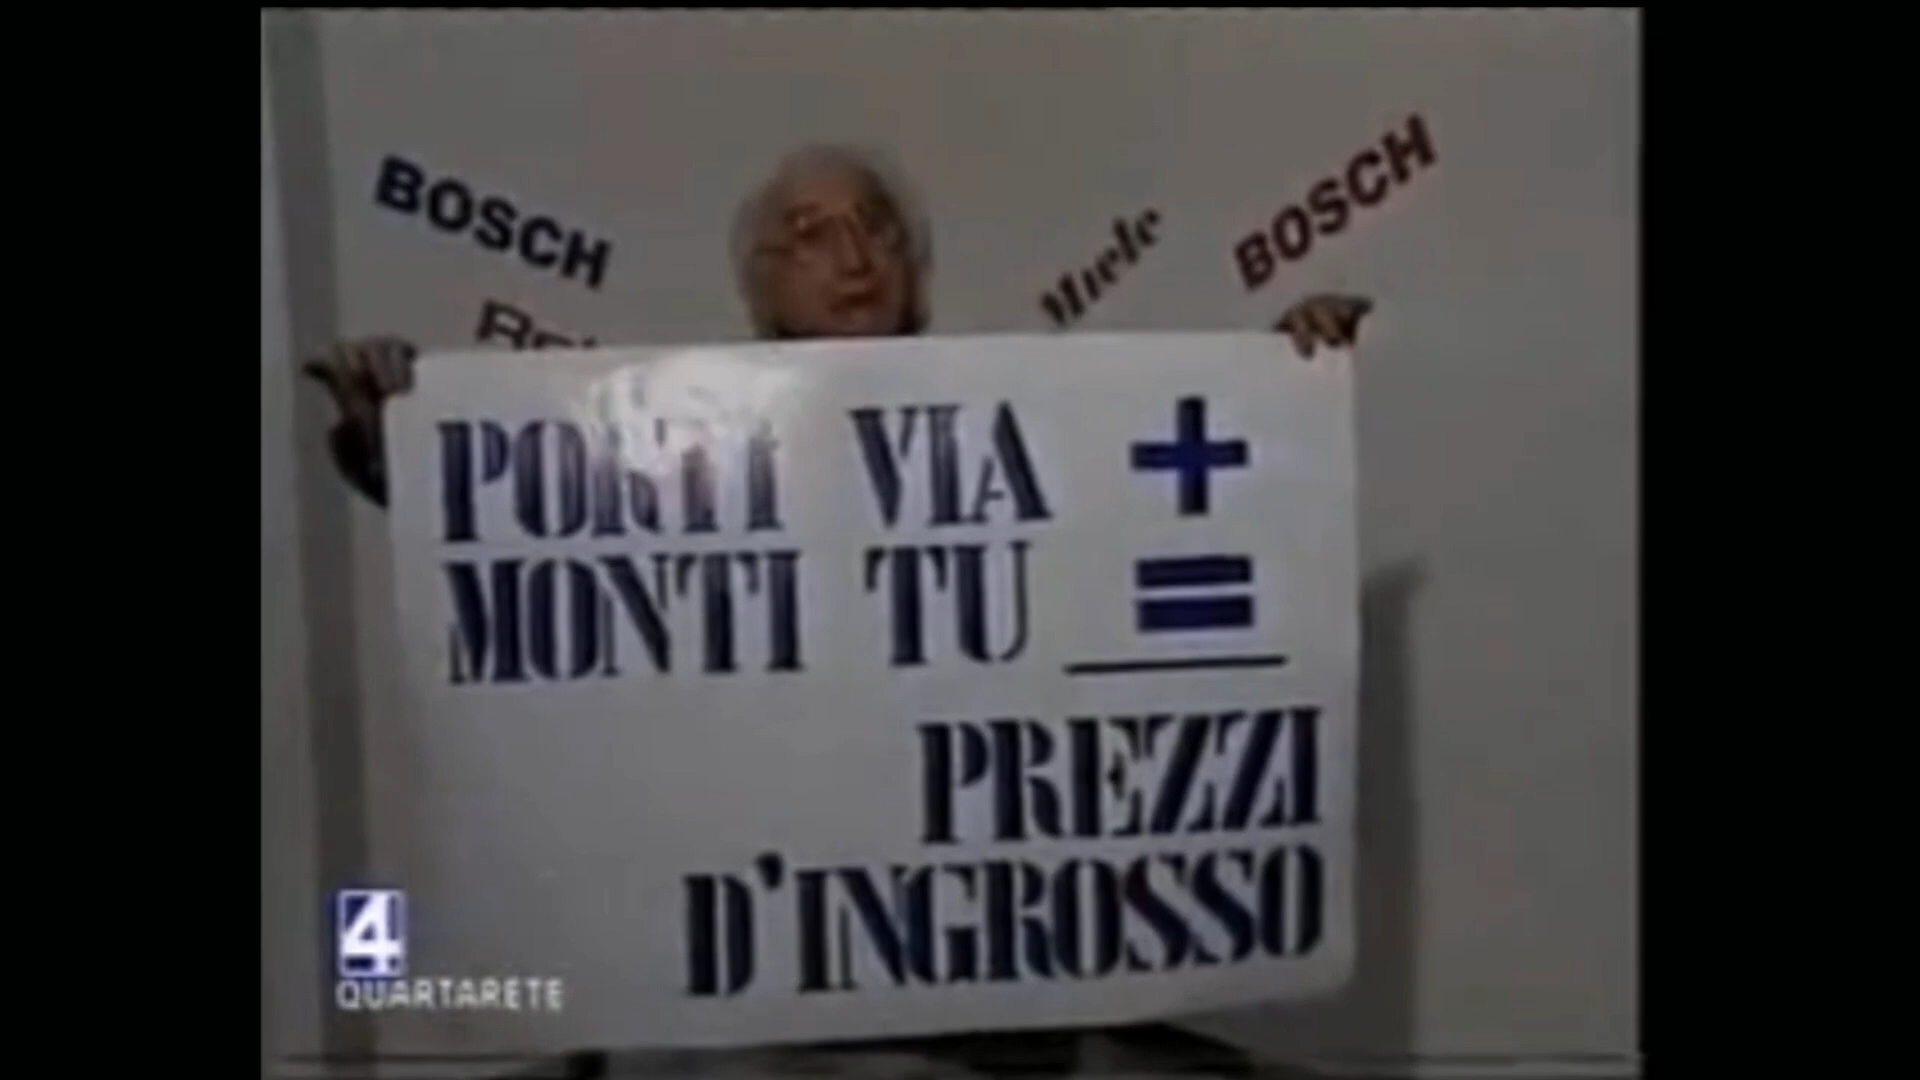 BOSCH
BOSCH
Miele
PORTI VIA +
MONTI TU =
PREZZI
D'INGROSSO
4
QUARTARETE